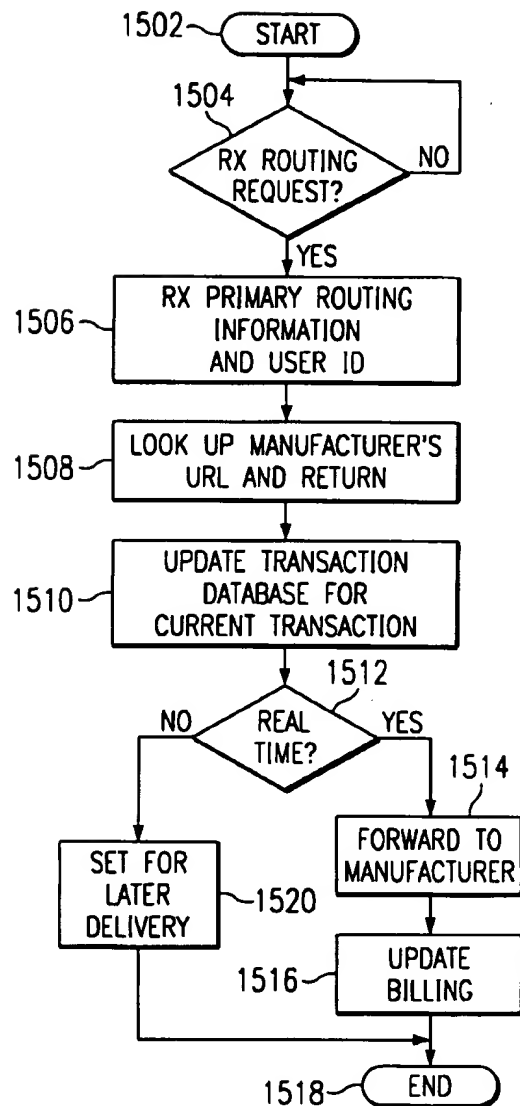 1502
START
1504
RX ROUTING
REQUEST?
NO
YES
1506
RX PRIMARY ROUTING
INFORMATION
AND USER ID
1508
LOOK UP MANUFACTURER'S
URL AND RETURN
1510
UPDATE TRANSACTION
DATABASE FOR
CURRENT TRANSACTION
1512
NO
REAL
TIME?
YES
1514
FORWARD TO
MANUFACTURER
SET FOR
LATER
DELIVERY
1520
1516
UPDATE
BILLING
1518
END